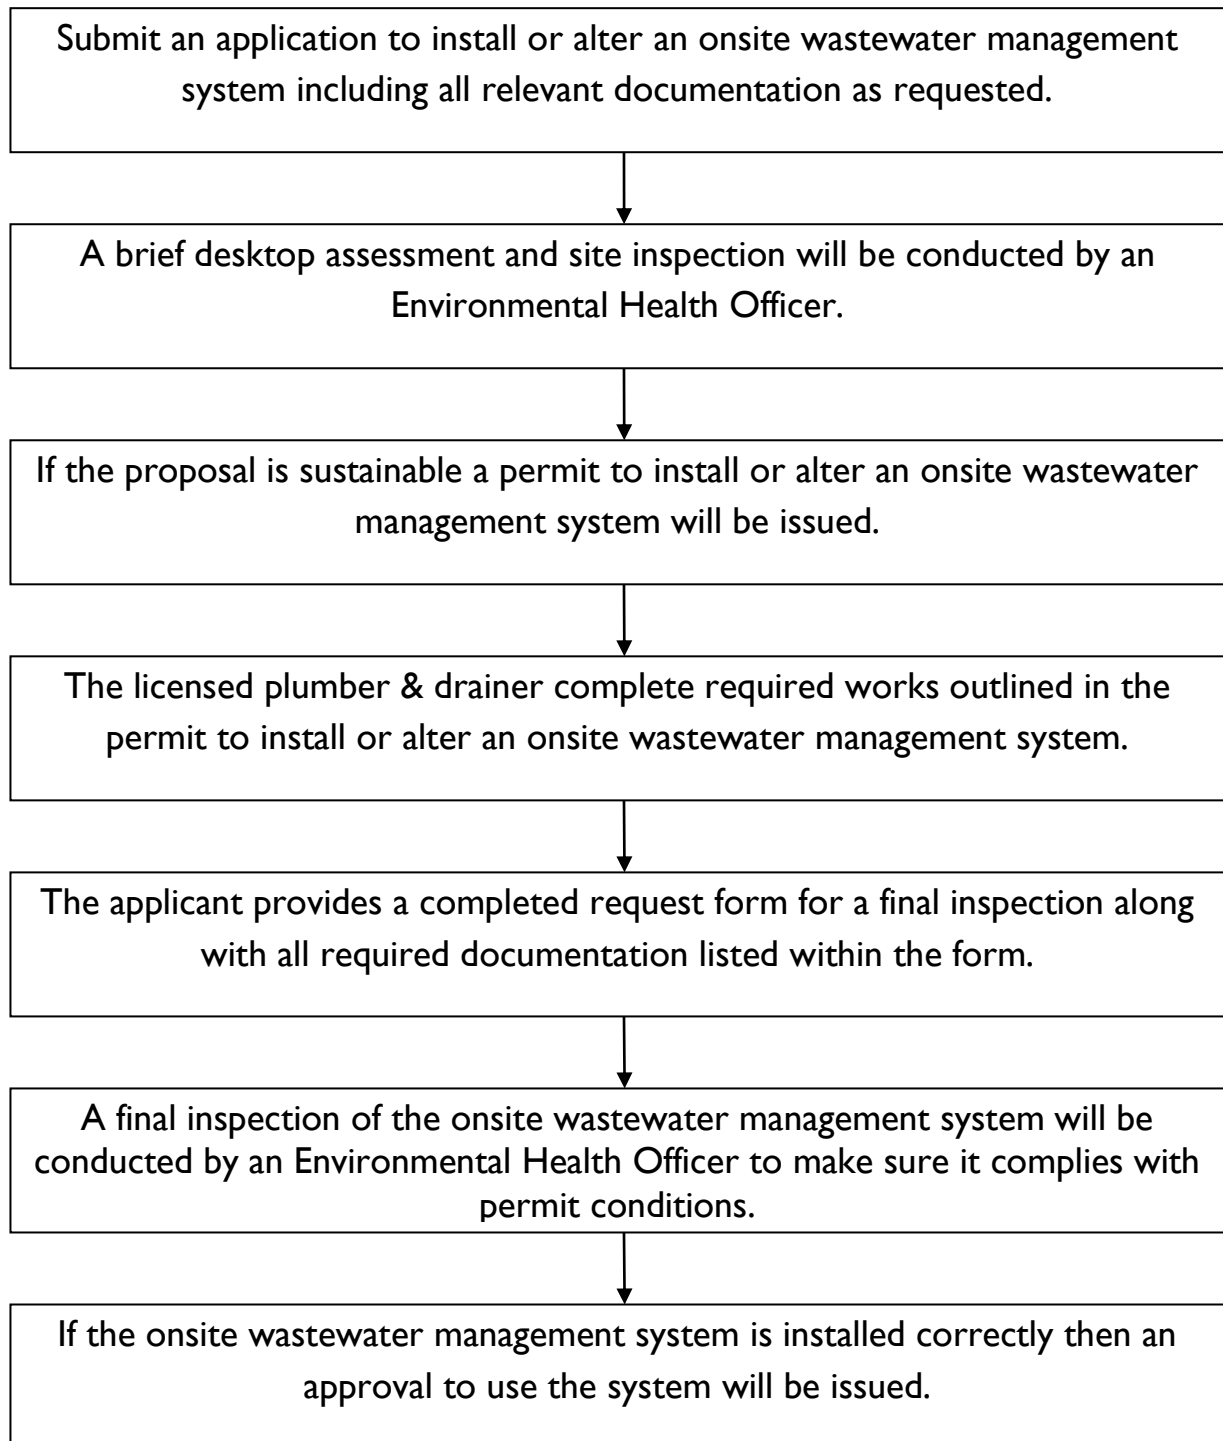 Submit an application to install or alter an onsite wastewater management
system including all relevant documentation as requested.
A brief desktop assessment and site inspection will be conducted by an
Environmental Health Officer.
If the proposal is sustainable a permit to install or alter an onsite wastewater
management system will be issued.
The licensed plumber & drainer complete required works outlined in the
permit to install or alter an onsite wastewater management system.
The applicant provides a completed request form for a final inspection along
with all required documentation listed within the form.
A final inspection of the onsite wastewater management system will be
conducted by an Environmental Health Officer to make sure it complies with
permit conditions.
If the onsite wastewater management system is installed correctly then an
approval to use the system will be issued.